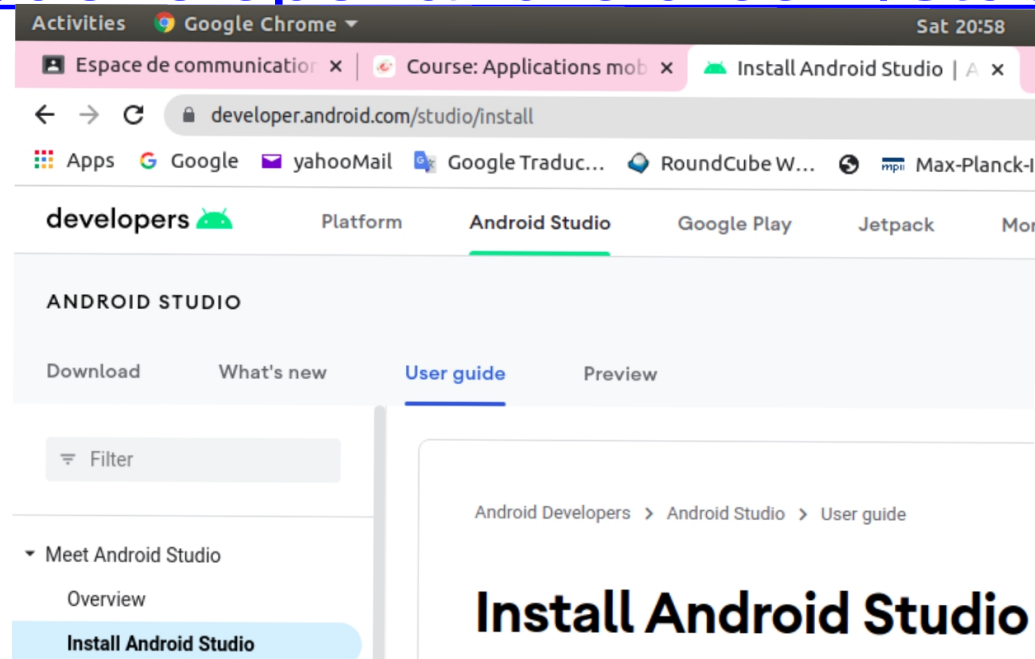 Activities Google Chrome Sat 20:58
Espace de communication Course: Applications mob Install Android Studio | A
developer.android.com/studio/install
Apps Google yahooMail Google Traduc... RoundCube W... mpii Max-Planck-I
developers Platform Android Studio Google Play Jetpack Mor
ANDROID STUDIO
Download What's new User guide Preview
Filter
Android Developers > Android Studio > User guide
Meet Android Studio
Overview
Install Android Studio
Install Android Studio